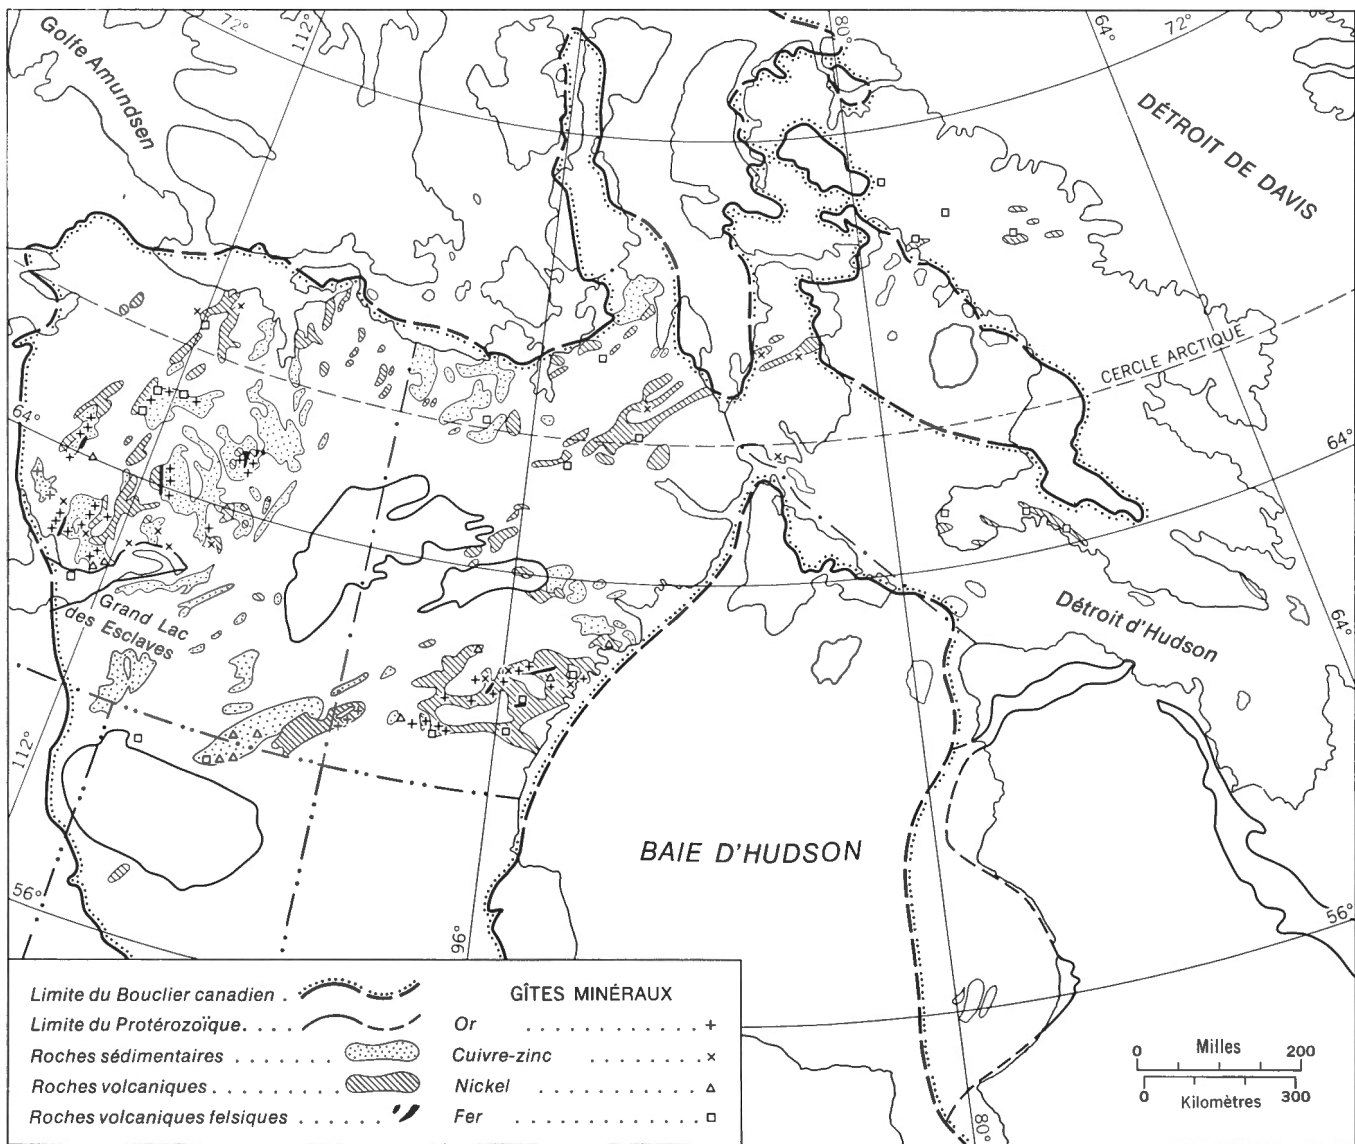 72°
112°
80°
64°
72°
Golfe Amundsen
DÉTROIT DE DAVIS
CERCLE ARCTIQUE
64°
64°
64°
Grand Lac
des Esclaves
Détroit d'Hudson
112°
BAIE D'HUDSON
56°
56°
96°
80°
Limite du Bouclier canadien .
Limite du Protérozoïque. . . .
Roches sédimentaires . . . . . . .
Roches volcaniques . . . . . . . .
Roches volcaniques felsiques . . . . . .
GÎTES MINÉRAUX
Or . . . . . . . . . . . . +
Cuivre-zinc . . . . . . . . x
Nickel . . . . . . . . . . . △
Fer . . . . . . . . . . . . □
Milles
0 200
0 300
Kilomètres